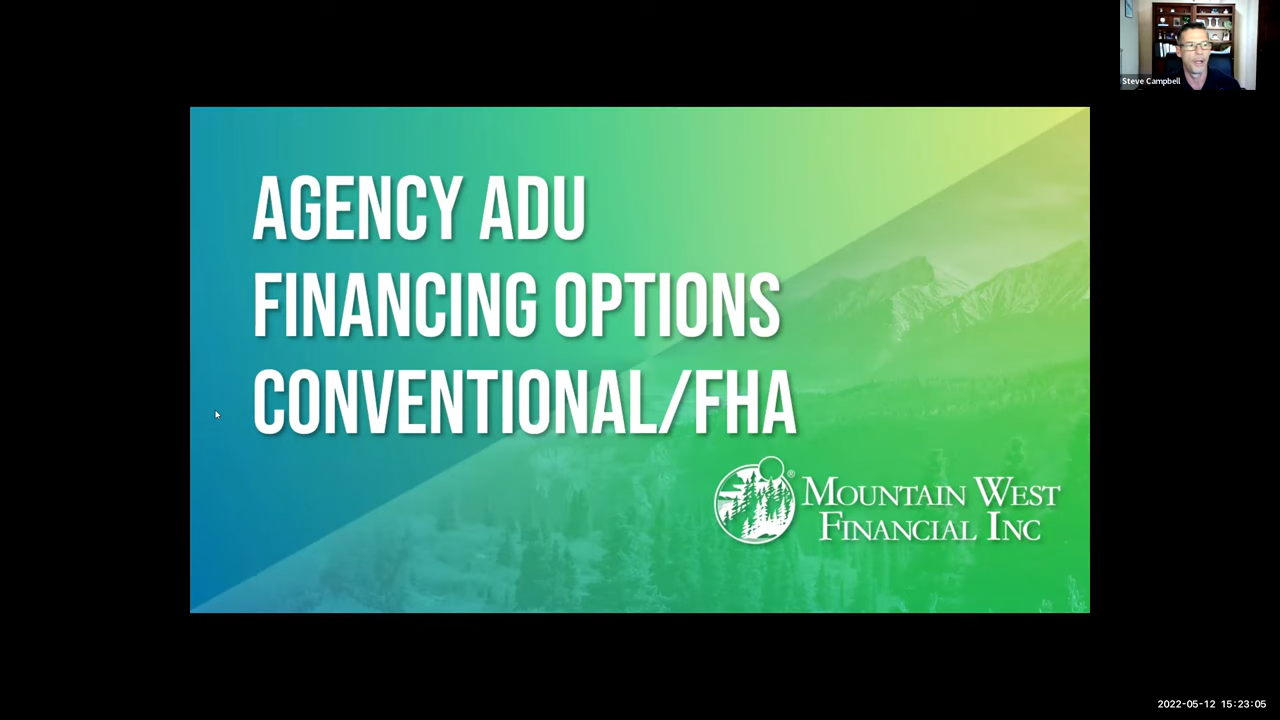 Steve Campbell
AGENCY ADU
FINANCING OPTIONS
CONVENTIONAL/FHA
®
MOUNTAIN WEST
FINANCIAL INC
2022-05-12 15:23:05